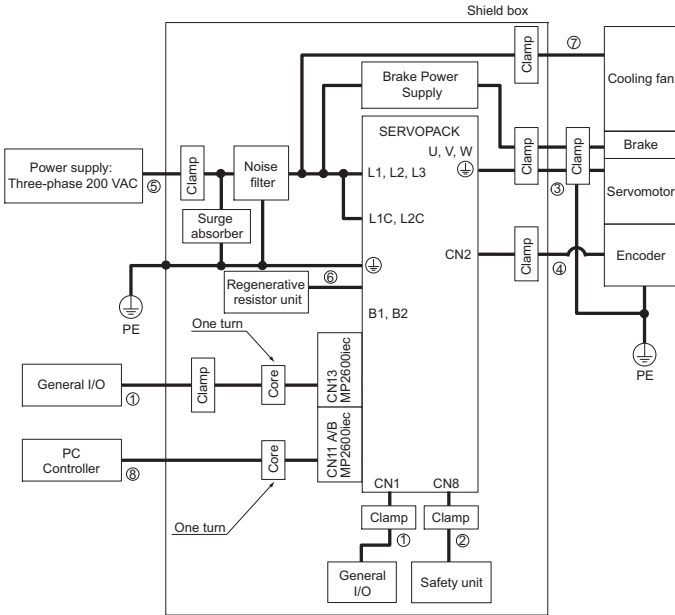 Shield box
⑦
Clamp
Cooling fan
Brake Power
Supply
SERVOPACK
U, V, W
Clamp
Clamp
Brake
Power supply:
Three-phase 200 VAC
⑤
Clamp
Noise
filter
L1, L2, L3
③
Servomotor
Surge
absorber
L1C, L2C
CN2
Clamp
④
Encoder
⑥
Regenerative
resistor unit
B1, B2
PE
PE
One turn
General I/O
①
Clamp
Core
CN13
MP2600iec
PC
Controller
⑧
Core
CN11 A/B
MP2600iec
One turn
CN1
CN8
Clamp
Clamp
①
②
General
I/O
Safety unit